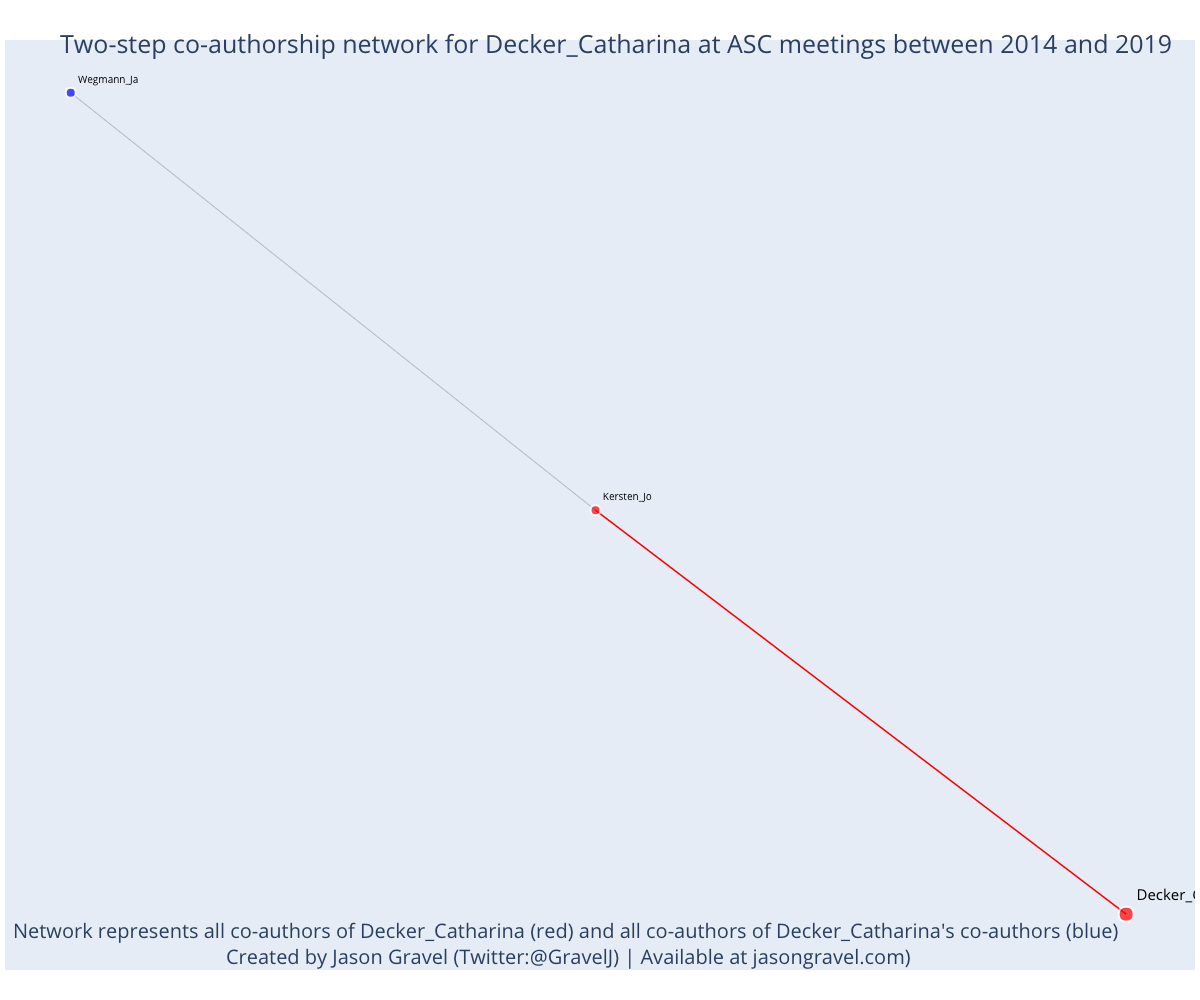 Two-step co-authorship network for Decker_Catharina at ASC meetings between 2014 and 2019
Wegmann_Ja
Kersten_Jo
Decker_
Network represents all co-authors of Decker_Catharina (red) and all co-authors of Decker_Catharina's co-authors (blue)
Created by Jason Gravel (Twitter:@GravelJ) | Available at jasongravel.com)